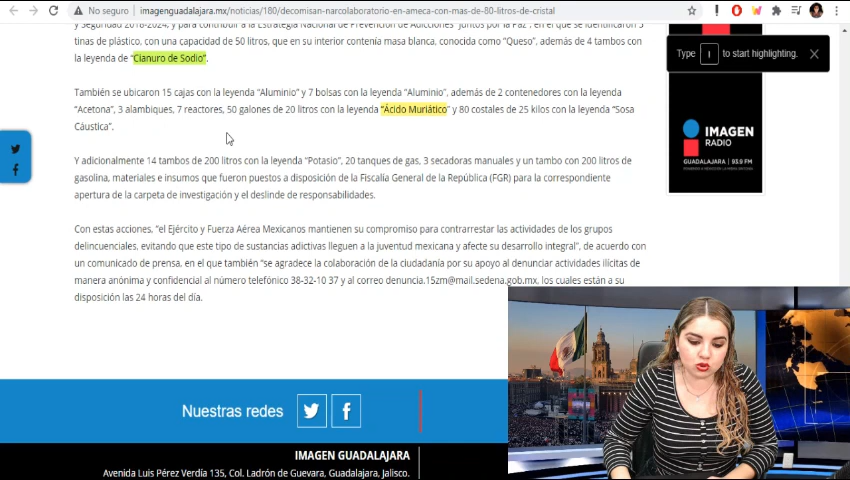 No seguro | imagenguadalajara.mx/noticias/180/decomisan-narcolaboratorio-en-ameca-con-mas-de-80-litros-de-cristal
y Seguridad 2018-2024, y para contribuir a la Estrategia Nacional de Prevención de Adicciones "Juntos por la Paz", en el que se identificaron 5
tinas de plástico, con una capacidad de 50 litros, que en su interior contenía masa blanca, conocida como "Queso", además de 4 tambos con
la leyenda de "Cianuro de Sodio".
Type I to start highlighting.
También se ubicaron 15 cajas con la leyenda "Aluminio" y 7 bolsas con la leyenda "Aluminio", además de 2 contenedores con la leyenda
"Acetona", 3 alambiques, 7 reactores, 50 galones de 20 litros con la leyenda "Ácido Muriático" y 80 costales de 25 kilos con la leyenda "Sosa
Cáustica".
IMAGEN
RADIO
GUADALAJARA | 93.9 FM
Y adicionalmente 14 tambos de 200 litros con la leyenda "Potasio", 20 tanques de gas, 3 secadoras manuales y un tambo con 200 litros de
gasolina, materiales e insumos que fueron puestos a disposición de la Fiscalía General de la República (FGR) para la correspondiente
apertura de la carpeta de investigación y el deslinde de responsabilidades.
Con estas acciones, "el Ejército y Fuerza Aérea Mexicanos mantienen su compromiso para contrarrestar las actividades de los grupos
delincuenciales, evitando que este tipo de sustancias adictivas lleguen a la juventud mexicana y afecte su desarrollo integral", de acuerdo con
un comunicado de prensa, en el que también "se agradece la colaboración de la ciudadanía por su apoyo al denunciar actividades ilícitas de
manera anónima y confidencial al número telefónico 38-32-10 37 y al correo denuncia.15zm@mail.sedena.gob.mx, los cuales están a su
disposición las 24 horas del día.
Nuestras redes
IMAGEN GUADALAJARA
Avenida Luis Pérez Verdía 135, Col. Ladrón de Guevara, Guadalajara, Jalisco.